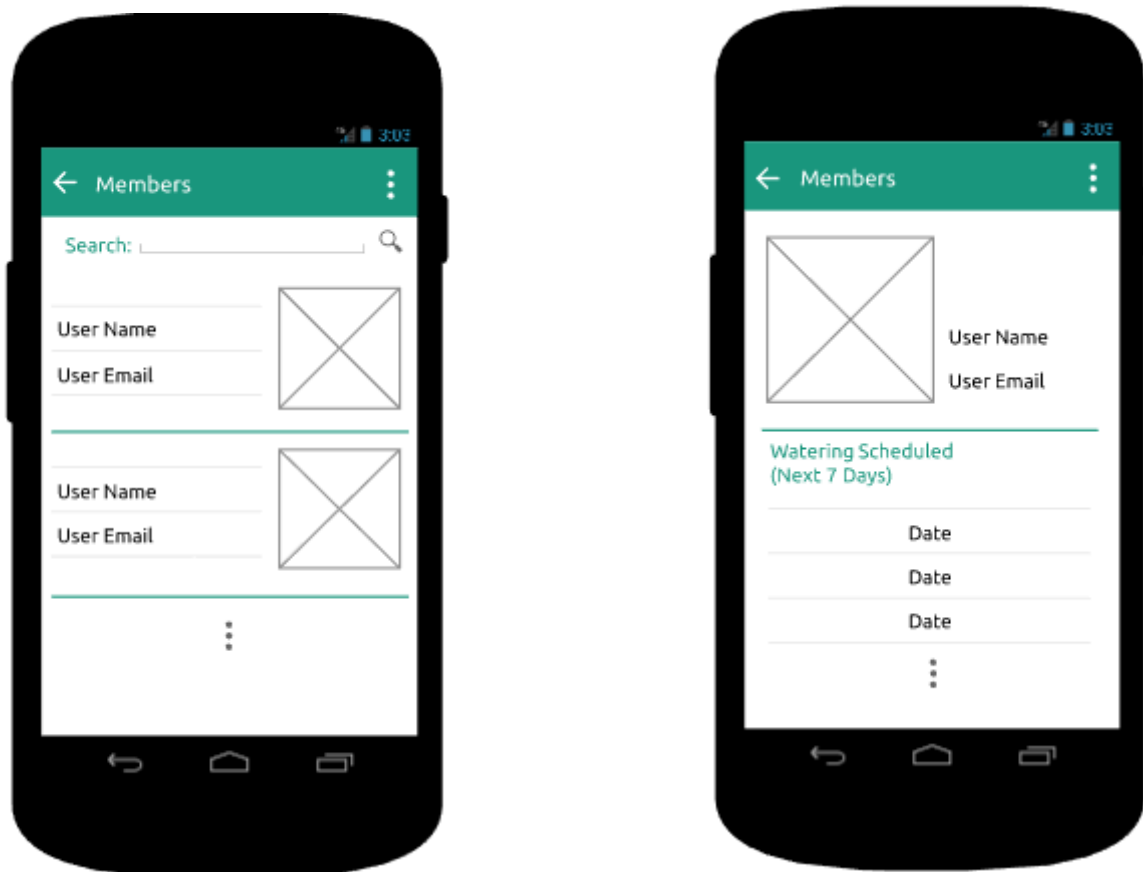 3:03
Members
Search:
User Name
User Email
User Name
User Email
3:03
Members
User Name
User Email
Watering Scheduled
(Next 7 Days)
Date
Date
Date